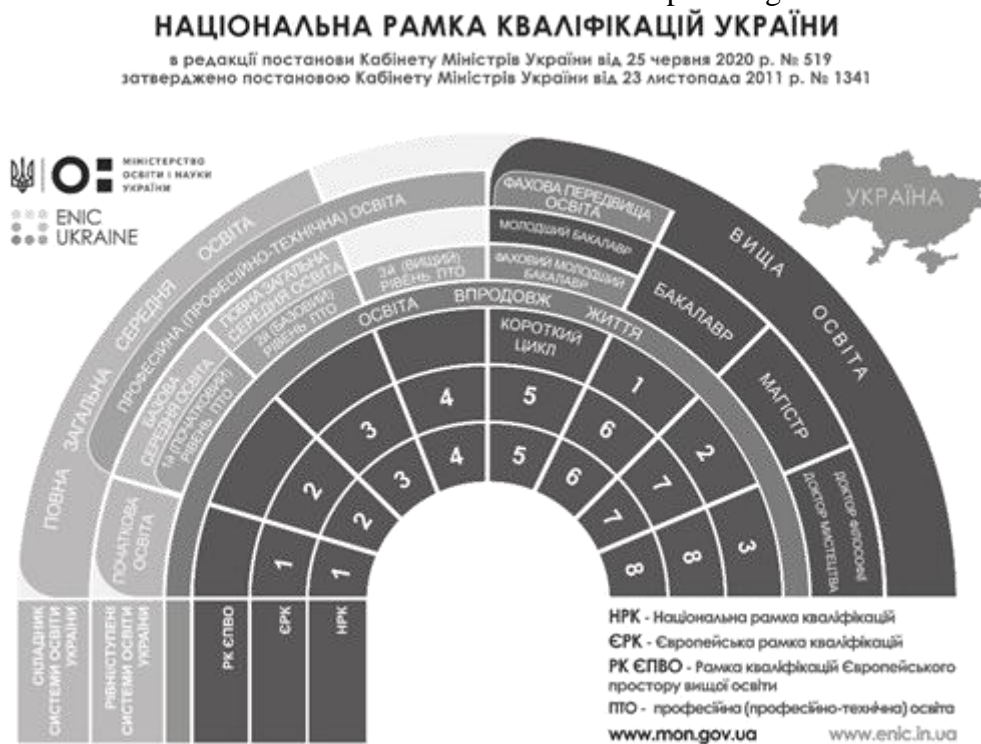 НАЦІОНАЛЬНА РАМКА КВАЛІФІКАЦІЙ УКРАЇНИ
в редакції постанови Кабінету Міністрів України від 25 червня 2020 р. № 519
затверджено постановою Кабінету Міністрів України від 23 листопада 2011 р. № 1341
МІНІСТЕРСТВО
ОСВІТИ І НАУКИ
УКРАЇНИ
ENIC
UKRAINE
УКРАЇНА
ПОВНА ЗАГАЛЬНА СЕРЕДНЯ ОСВІТА
ПРОФЕСІЙНА (ПРОФЕСІЙНО-ТЕХНІЧНА) ОСВІТА
ФАХОВА ПЕРЕДВИЩА
ОСВІТА
ВИЩА ОСВІТА
ПОЧАТКОВА
ОСВІТА
БАЗОВА
СЕРЕДНЯ ОСВІТА
1й (ПОЧАТКОВИЙ)
РІВЕНЬ ПТО
ПОВНА ЗАГАЛЬНА
СЕРЕДНЯ ОСВІТА
2й (БАЗОВИЙ)
РІВЕНЬ ПТО
3й (ВИЩИЙ)
РІВЕНЬ ПТО
МОЛОДШИЙ БАКАЛАВР
ФАХОВИЙ МОЛОДШИЙ
БАКАЛАВР
БАКАЛАВР
МАГІСТР
ДОКТОР ФІЛОСОФІЇ
ДОКТОР МИСТЕЦТВА
ОСВІТА ВПРОДОВЖ ЖИТТЯ
КОРОТКИЙ
ЦИКЛ
1
2
3
1
2
3
4
5
6
7
8
1
2
3
4
5
6
7
8
СКЛАДНИК
СИСТЕМИ ОСВІТИ
УКРАЇНИ
РІВНІ/СТУПЕНІ
СИСТЕМИ ОСВІТИ
УКРАЇНИ
РК ЄПВО
ЄРК
НРК
НРК - Національна рамка кваліфікацій
ЄРК - Європейська рамка кваліфікацій
РК ЄПВО - Рамка кваліфікацій Європейського
простору вищої освіти
ПТО - професійна (професійно-технічна) освіта
www.mon.gov.ua
www.enic.in.ua